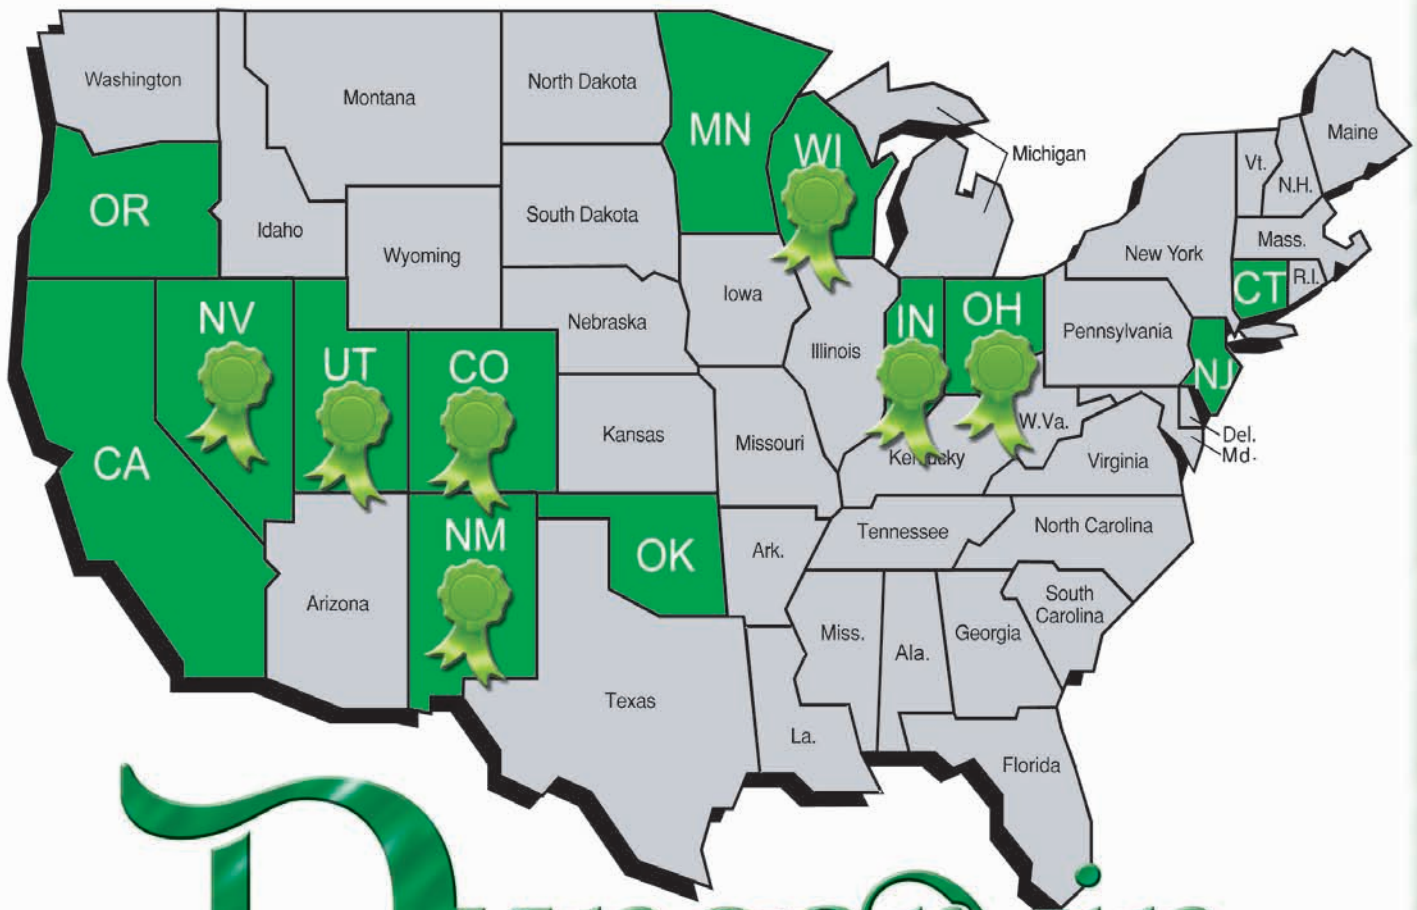 Washington
Montana
North Dakota
MN
WI
Michigan
Maine
Vt.
N.H.
OR
Idaho
Wyoming
South Dakota
New York
Mass.
CT
R.I.
NV
UT
CO
Nebraska
Iowa
Illinois
IN
OH
Pennsylvania
NJ
CA
Kansas
Missouri
Kentucky
W.Va.
Virginia
Del.
Md.
NM
OK
Ark.
Tennessee
North Carolina
Arizona
Texas
La.
Miss.
Ala.
Georgia
South
Carolina
Florida